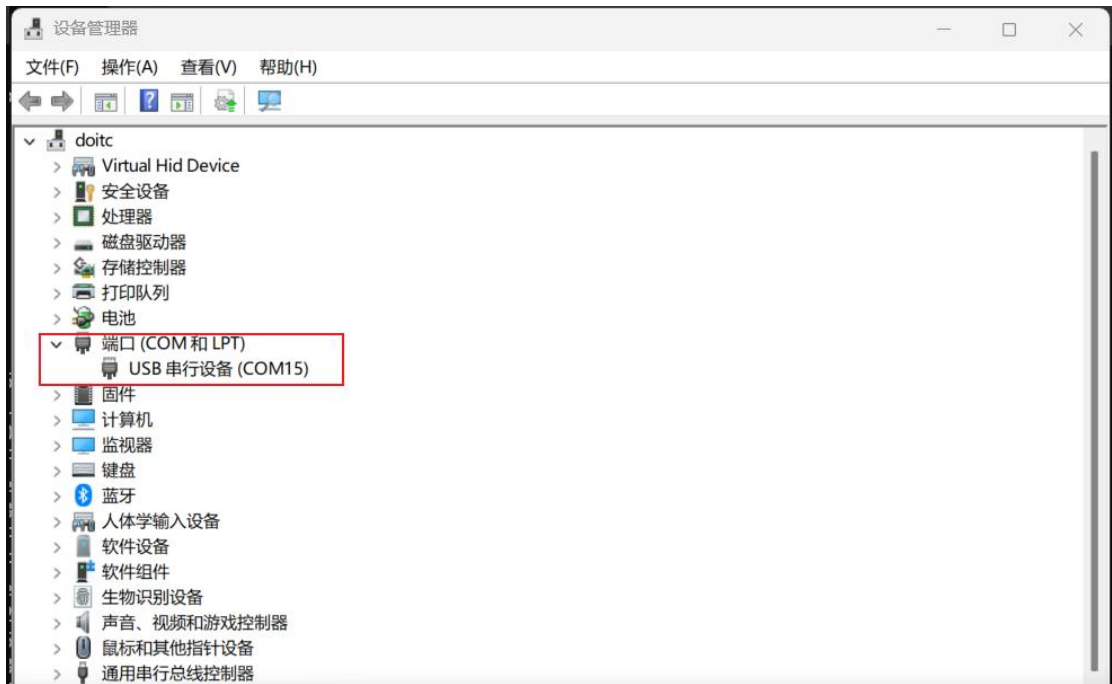 设备管理器
文件(F) 操作(A) 查看(V) 帮助(H)
doitc
Virtual Hid Device
安全设备
处理器
磁盘驱动器
存储控制器
打印队列
电池
端口 (COM 和 LPT)
USB 串行设备 (COM15)
固件
计算机
监视器
键盘
蓝牙
人体学输入设备
软件设备
软件组件
生物识别设备
声音、视频和游戏控制器
鼠标和其他指针设备
通用串行总线控制器